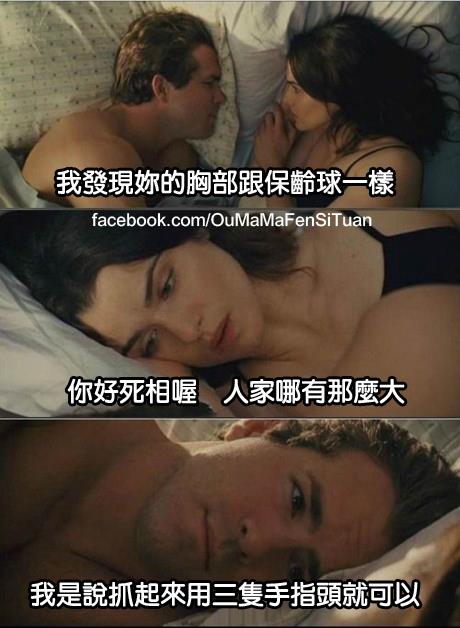 我發現妳的胸部跟保齡球一樣
facebook.com/OuMaMaFenSiTuan
你好死相喔 人家哪有那麼大
我是說抓起來用三隻手指頭就可以